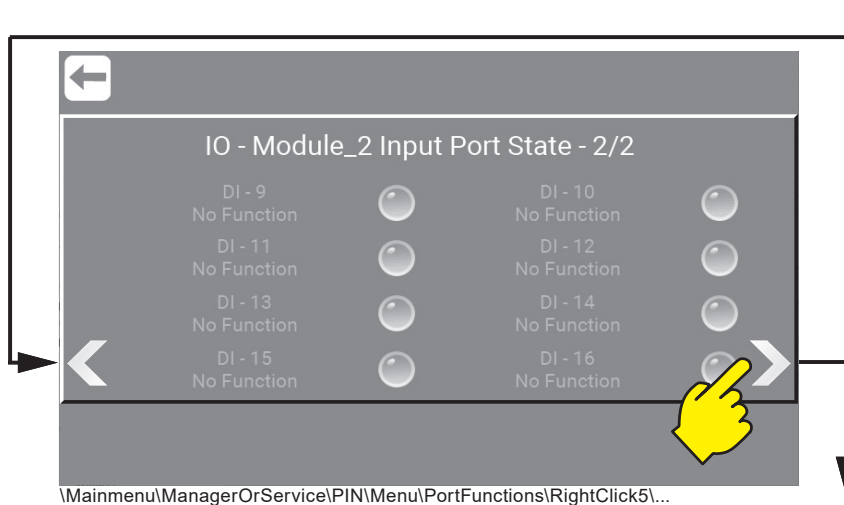 IO - Module_2 Input Port State - 2/2
DI - 9
No Function
DI - 10
No Function
DI - 11
No Function
DI - 12
No Function
DI - 13
No Function
DI - 14
No Function
DI - 15
No Function
DI - 16
No Function
\Mainmenu\ManagerOrService\PIN\Menu\PortFunctions\RightClick5\...